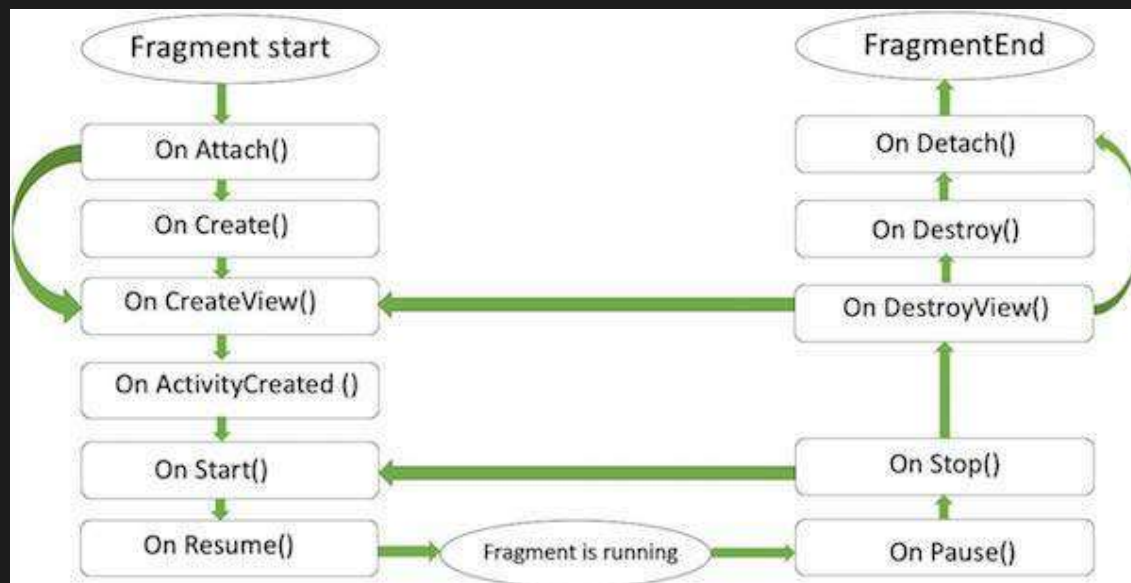 Fragment start
On Attach()
On Create()
On CreateView()
On ActivityCreated ()
On Start()
On Resume()
Fragment is running
FragmentEnd
On Detach()
On Destroy()
On DestroyView()
On Stop()
On Pause()